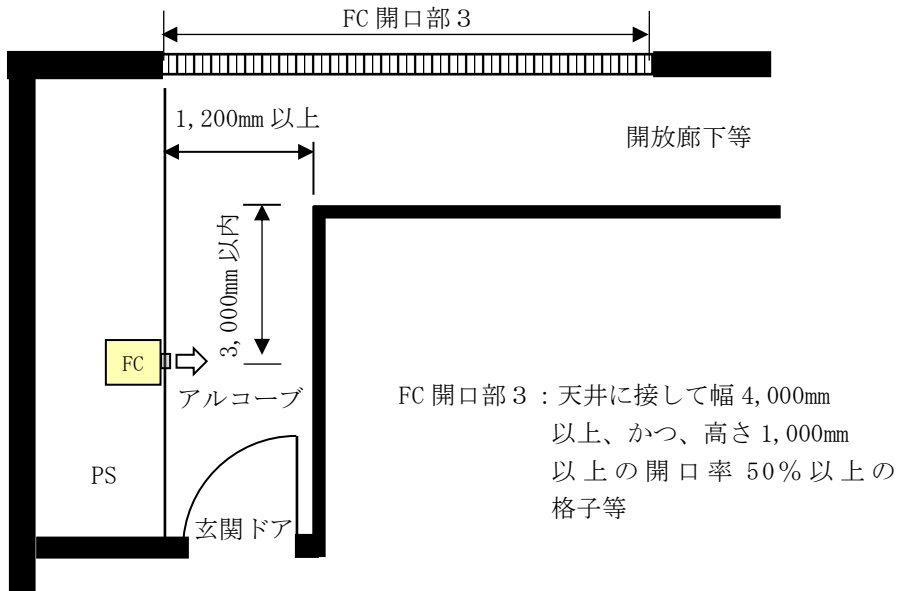 FC 開口部３
1,200mm 以上
開放廊下等
3,000mm 以内
FC
アルコーブ
PS
玄関ドア
FC 開口部３：天井に接して幅 4,000mm
以上、かつ、高さ 1,000mm
以上の開口率 50％以上の
格子等